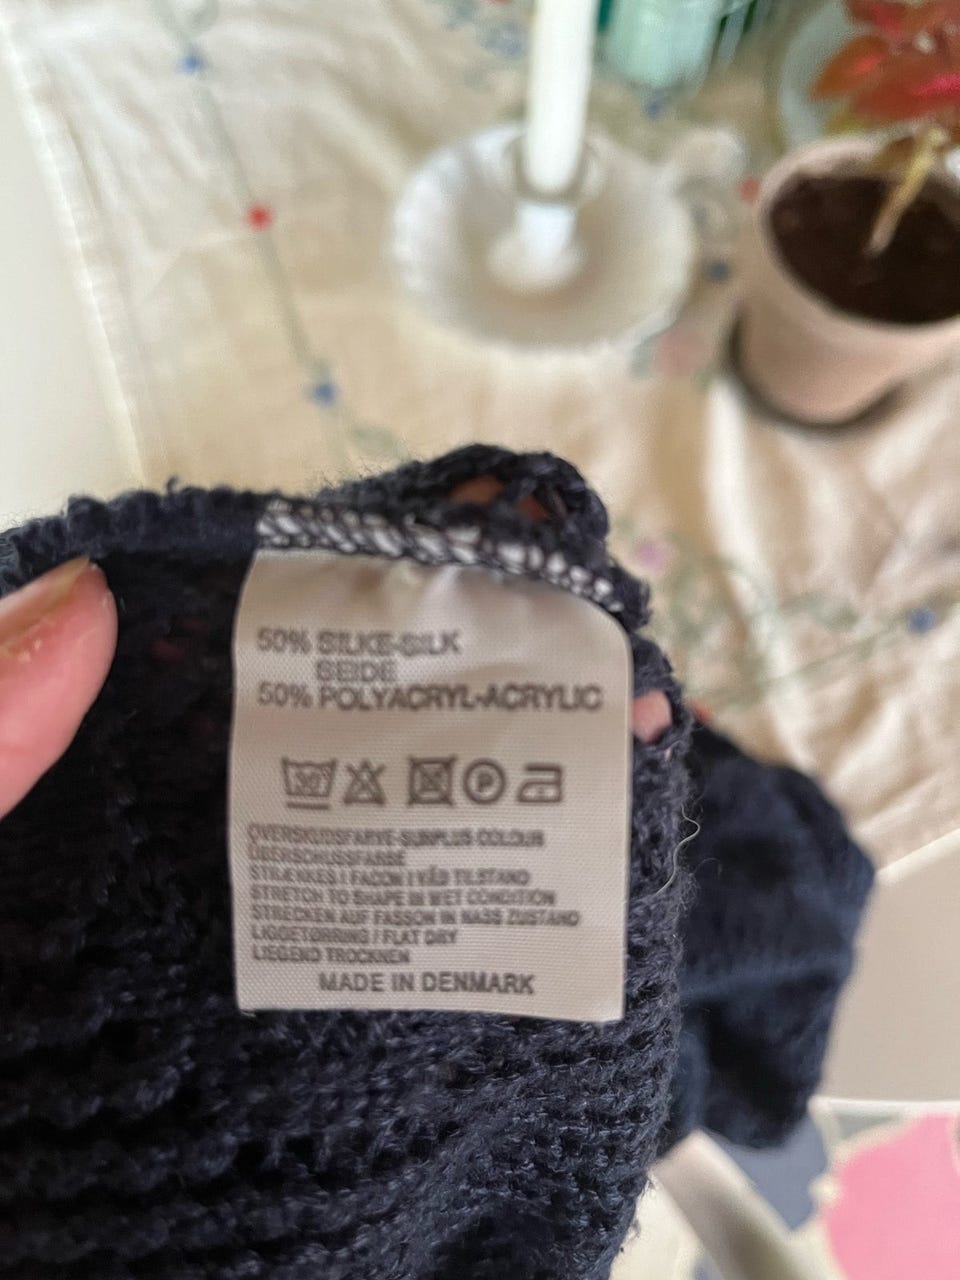 50% SILKE-SILK
SEIDE
50% POLYACRYL-ACRYLIC
30 P
OVERSKUDSFARVE-SURPLUS COLOUR
ÜBERSCHUSSFARBE
STRÆKKES I FACON I VÅD TILSTAND
STRETCH TO SHAPE IN WET CONDITION
STRECKEN AUF FASSON IN NASS ZUSTAND
LIGGETØRRING / FLAT DRY
LIEGEND TROCKNEN
MADE IN DENMARK